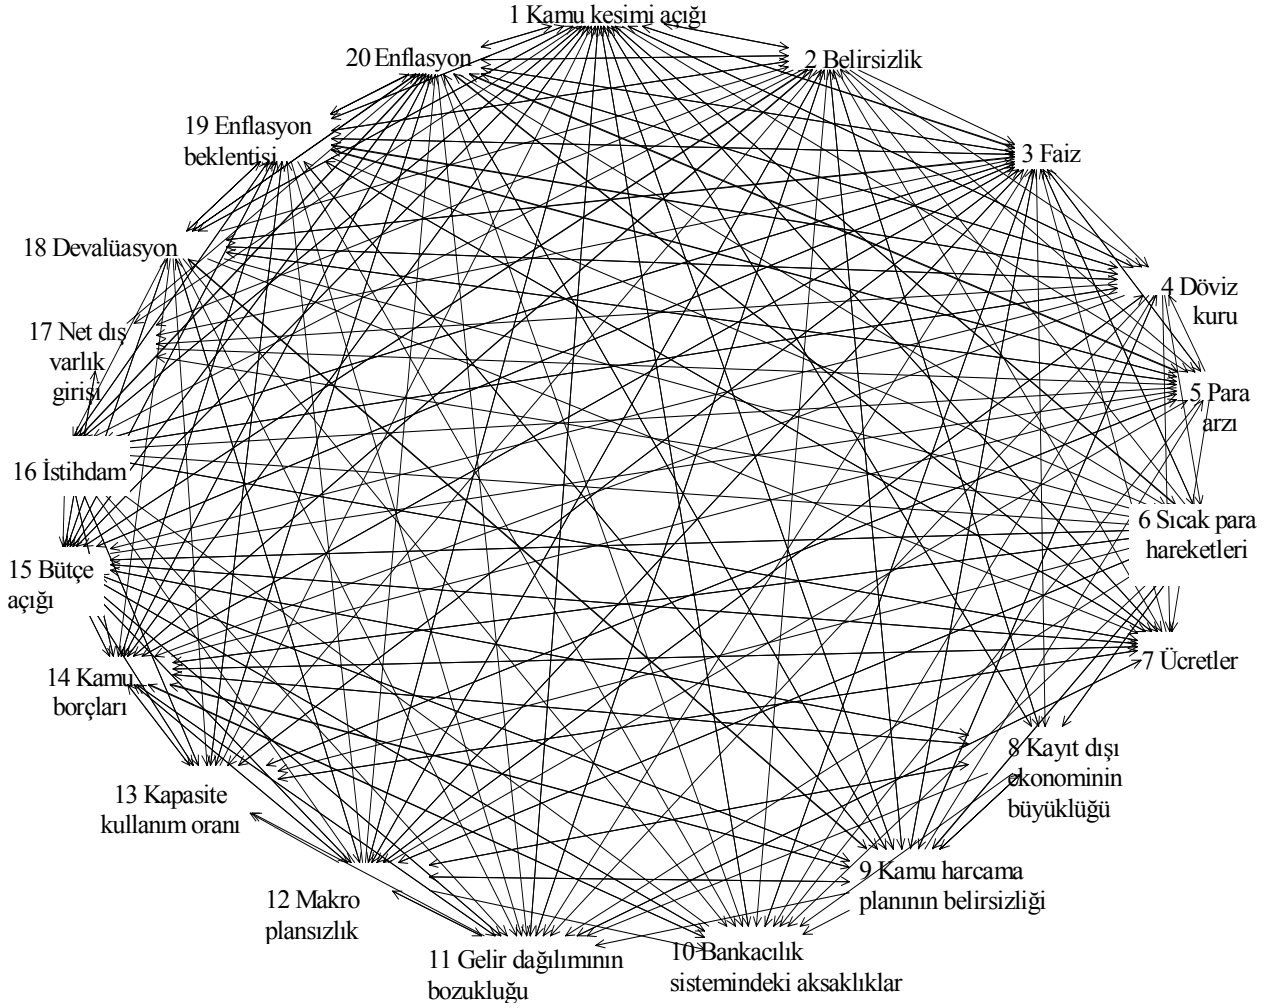 1 Kamu kesimi açığı
2 Belirsizlik
3 Faiz
4 Döviz
kuru
5 Para
arzı
6 Sıcak para
hareketleri
7 Ücretler
8 Kayıt dışı
ekonominin
büyüklüğü
9 Kamu harcama
planının belirsizliği
10 Bankacılık
sistemindeki aksaklıklar
11 Gelir dağılımının
bozukluğu
12 Makro
plansızlık
13 Kapasite
kullanım oranı
14 Kamu
borçları
15 Bütçe
açığı
16 İstihdam
17 Net dış
varlık
girişi
18 Devalüasyon
19 Enflasyon
beklentisi
20 Enflasyon